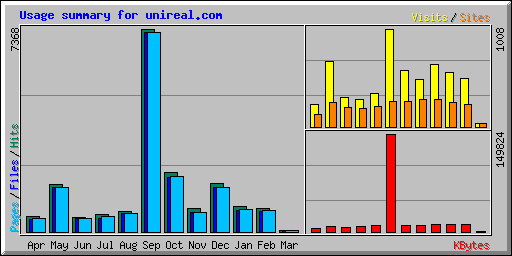 Usage summary for unireal.com
Visits/Sites
7368
1008
Pages/Files/Hits
149824
Apr May Jun Jul Aug Sep Oct Nov Dec Jan Feb Mar
KBytes